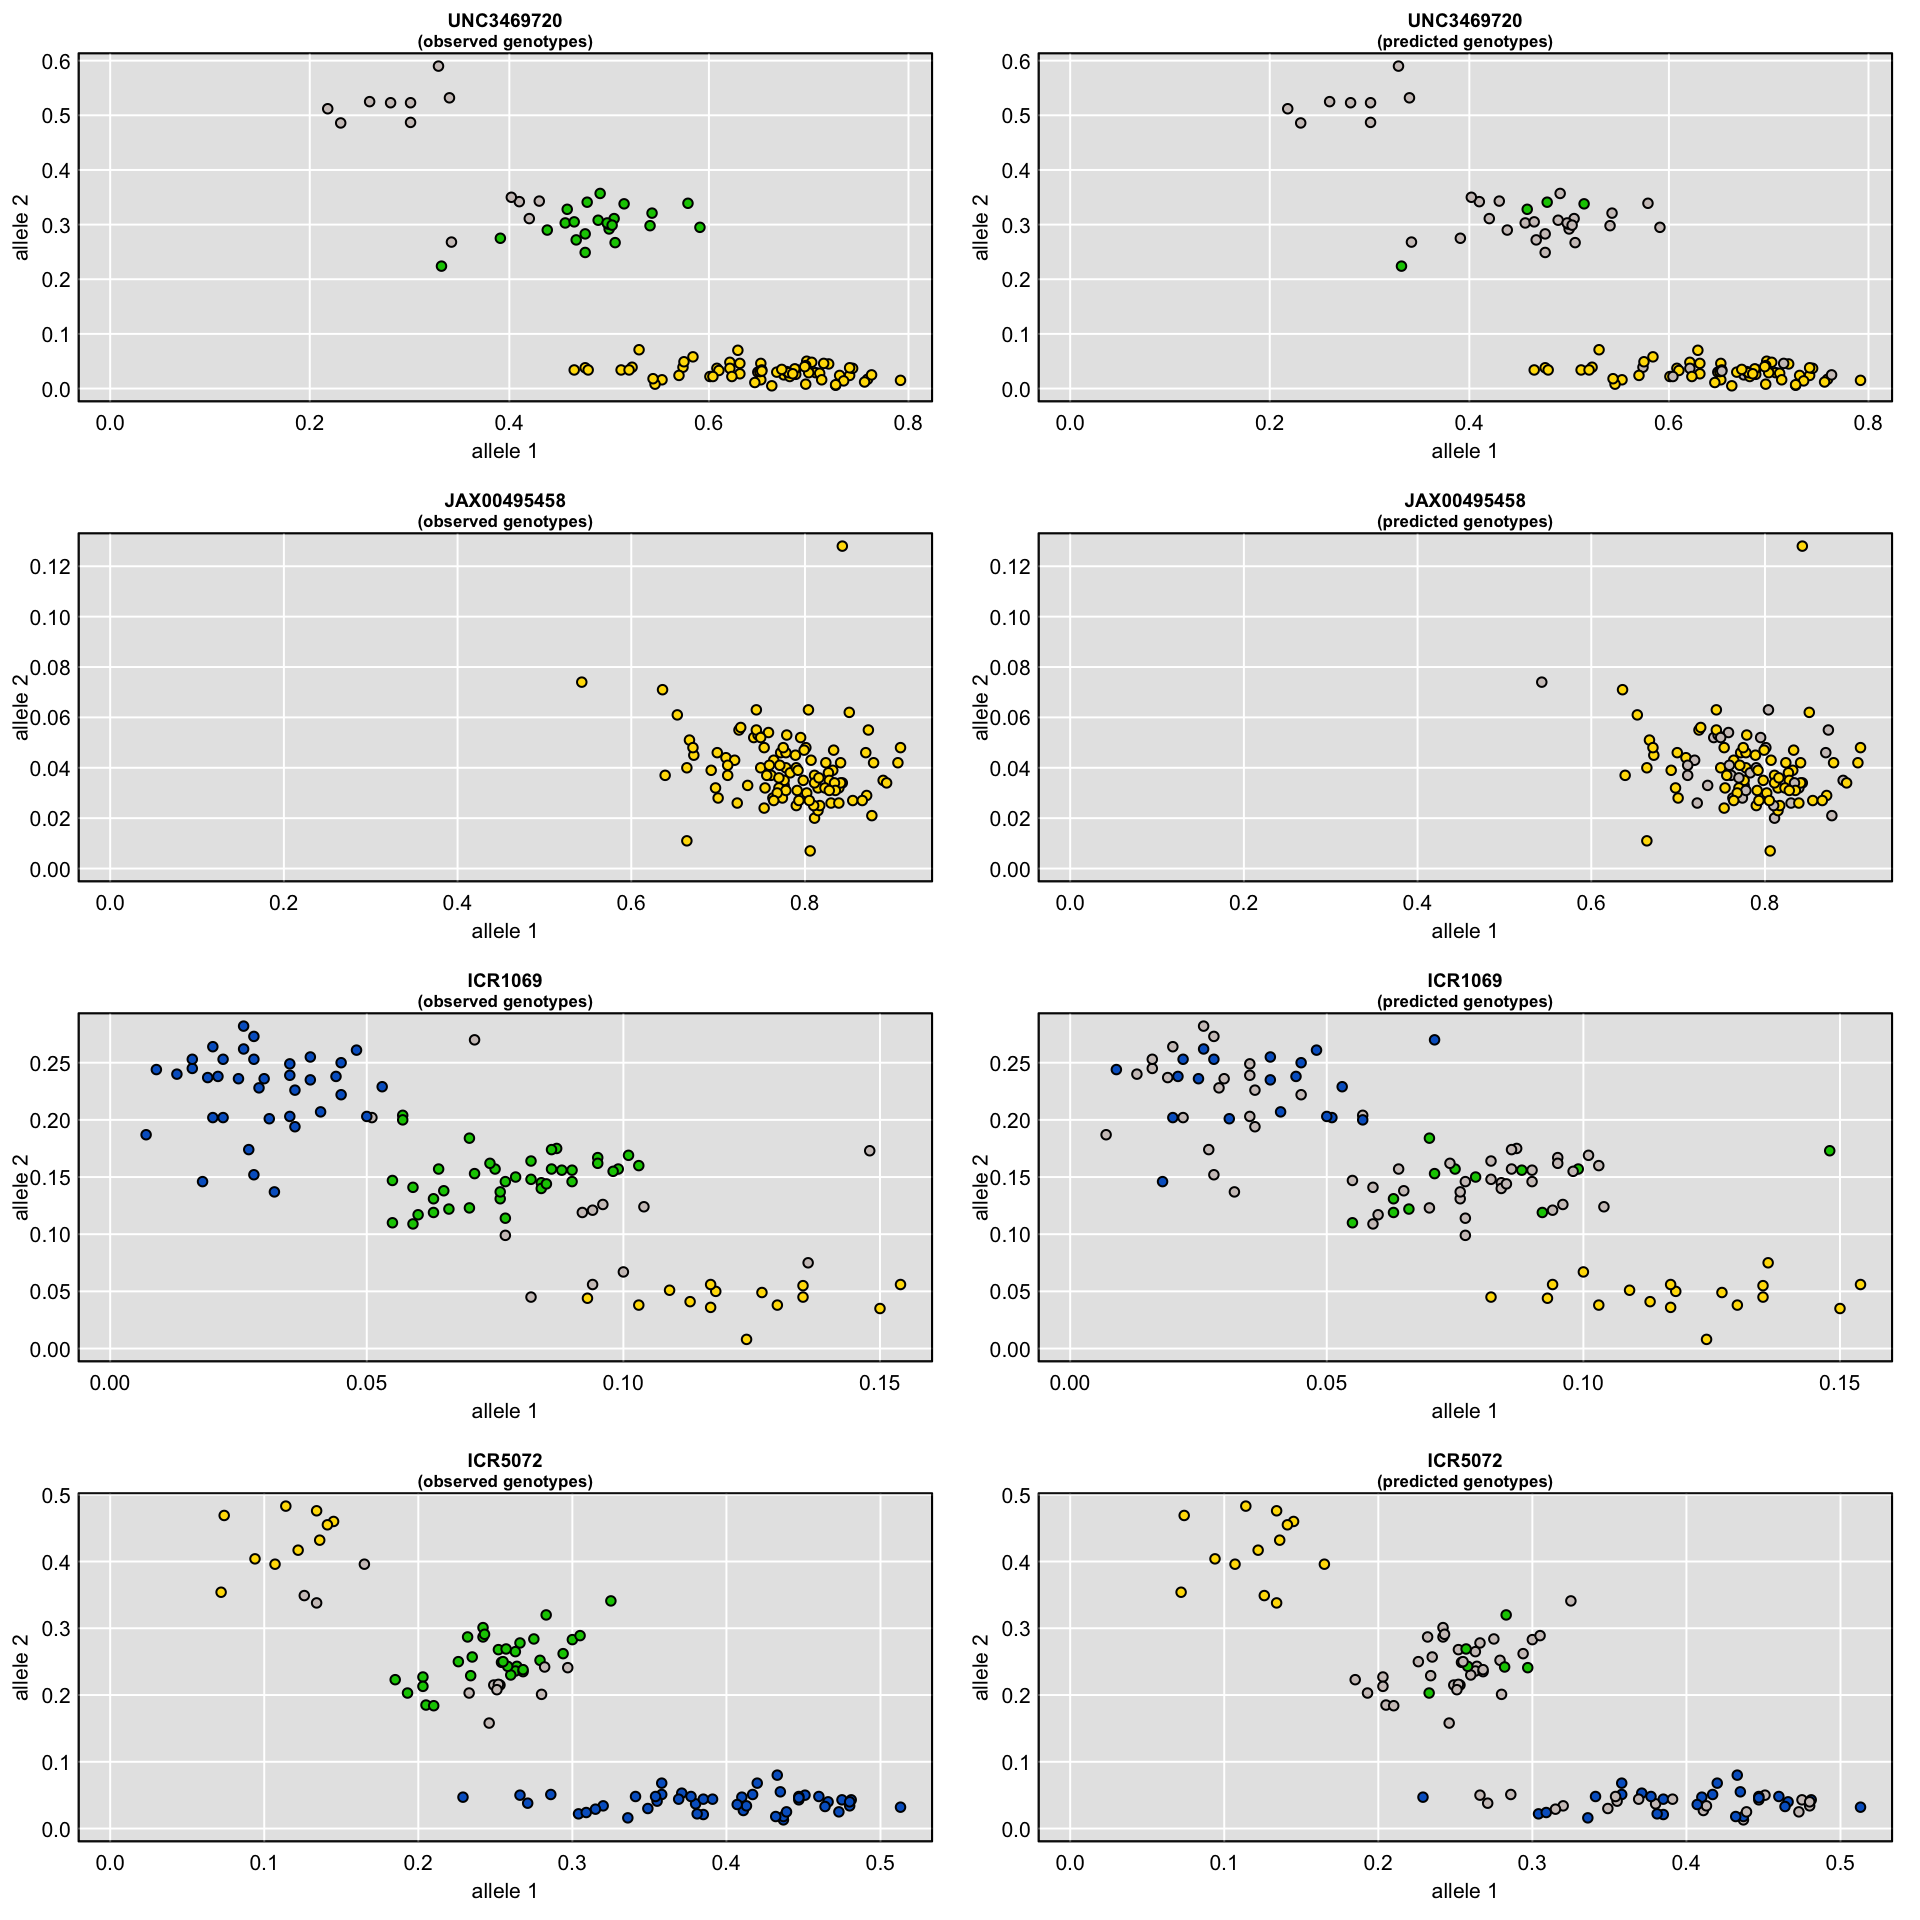 UNC3469720
(observed genotypes)
allele 2
0.6
0.5
0.4
0.3
0.2
0.1
0.0
0.0 0.2 0.4 0.6 0.8
allele 1
UNC3469720
(predicted genotypes)
allele 2
0.6
0.5
0.4
0.3
0.2
0.1
0.0
0.0 0.2 0.4 0.6 0.8
allele 1
JAX00495458
(observed genotypes)
allele 2
0.12
0.10
0.08
0.06
0.04
0.02
0.00
0.0 0.2 0.4 0.6 0.8
allele 1
JAX00495458
(predicted genotypes)
allele 2
0.12
0.10
0.08
0.06
0.04
0.02
0.00
0.0 0.2 0.4 0.6 0.8
allele 1
ICR1069
(observed genotypes)
allele 2
0.25
0.20
0.15
0.10
0.05
0.00
0.00 0.05 0.10 0.15
allele 1
ICR1069
(predicted genotypes)
allele 2
0.25
0.20
0.15
0.10
0.05
0.00
0.00 0.05 0.10 0.15
allele 1
ICR5072
(observed genotypes)
allele 2
0.5
0.4
0.3
0.2
0.1
0.0
0.0 0.1 0.2 0.3 0.4 0.5
allele 1
ICR5072
(predicted genotypes)
allele 2
0.5
0.4
0.3
0.2
0.1
0.0
0.0 0.1 0.2 0.3 0.4 0.5
allele 1